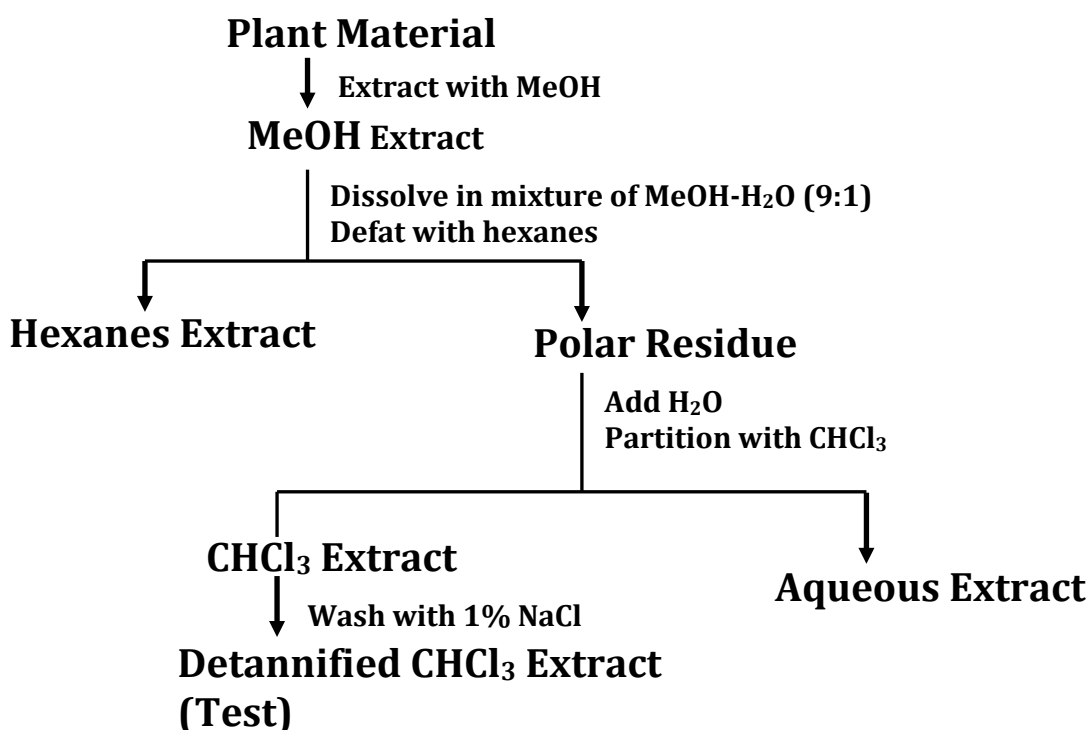 Plant Material
Extract with MeOH
MeOH Extract
Dissolve in mixture of MeOH-H₂O (9:1)
Defat with hexanes
Hexanes Extract
Polar Residue
Add H₂O
Partition with CHCl₃
CHCl₃ Extract
Aqueous Extract
Wash with 1% NaCl
Detannified CHCl₃ Extract
(Test)